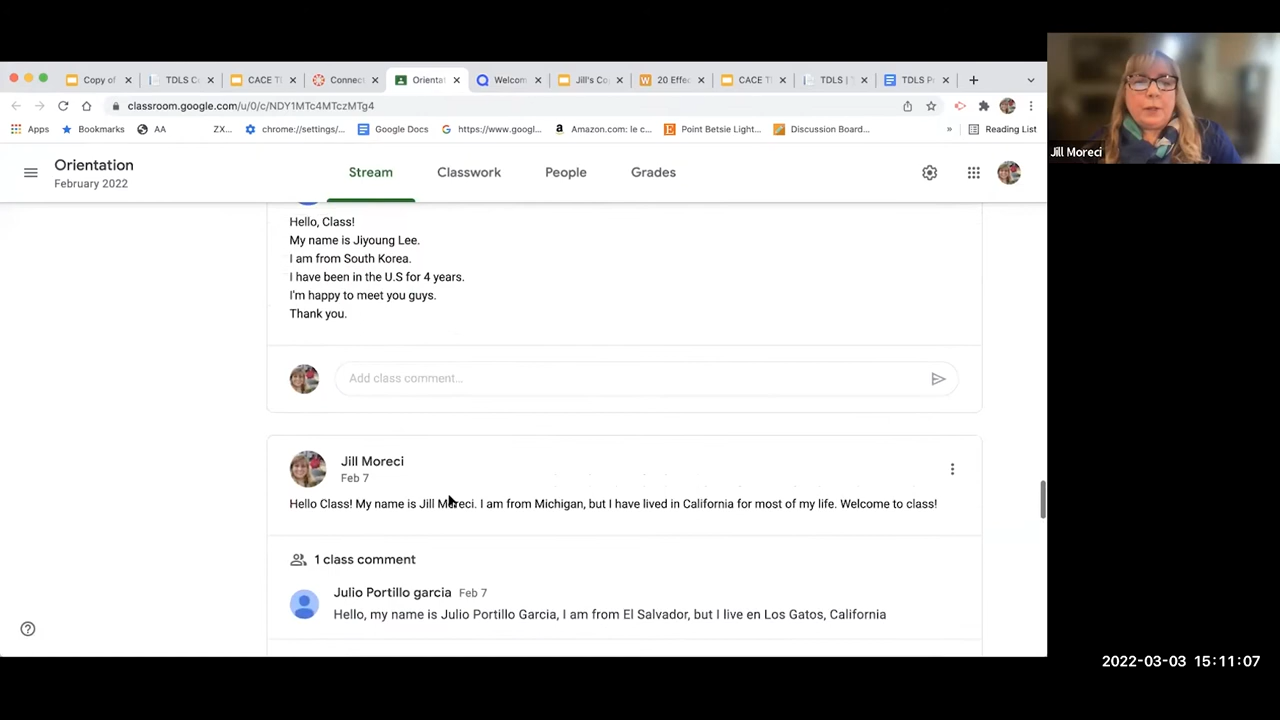 Copy of
TDLS C
CACE T
Connect
Orientat
Welcom
Jill's Co
20 Effec
CACE T
TDLS | T
TDLS P
classroom.google.com/u/0/c/NDY1MTc4MTczMTg4
Apps
Bookmarks
AA
ZX...
chrome://settings/...
Google Docs
https://www.googl...
Amazon.com: le c...
Point Betsie Light...
Discussion Board...
»
Reading List
Orientation
February 2022
Stream
Classwork
People
Grades
Hello, Class!
My name is Jiyoung Lee.
I am from South Korea.
I have been in the U.S for 4 years.
I'm happy to meet you guys.
Thank you.
Add class comment...
Jill Moreci
Feb 7
Hello Class! My name is Jill Moreci. I am from Michigan, but I have lived in California for most of my life. Welcome to class!
1 class comment
Julio Portillo garcia Feb 7
Hello, my name is Julio Portillo Garcia, I am from El Salvador, but I live en Los Gatos, California
Jill Moreci
2022-03-03 15:11:07